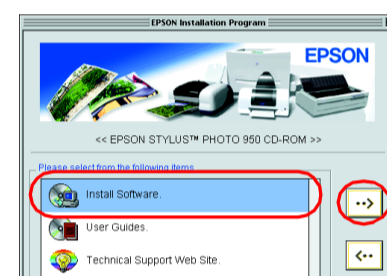 EPSON Installation Program
EPSON
<< EPSON STYLUS™ PHOTO 950 CD-ROM >>
Please select from the following items
Install Software.
User Guides.
Technical Support Web Site.